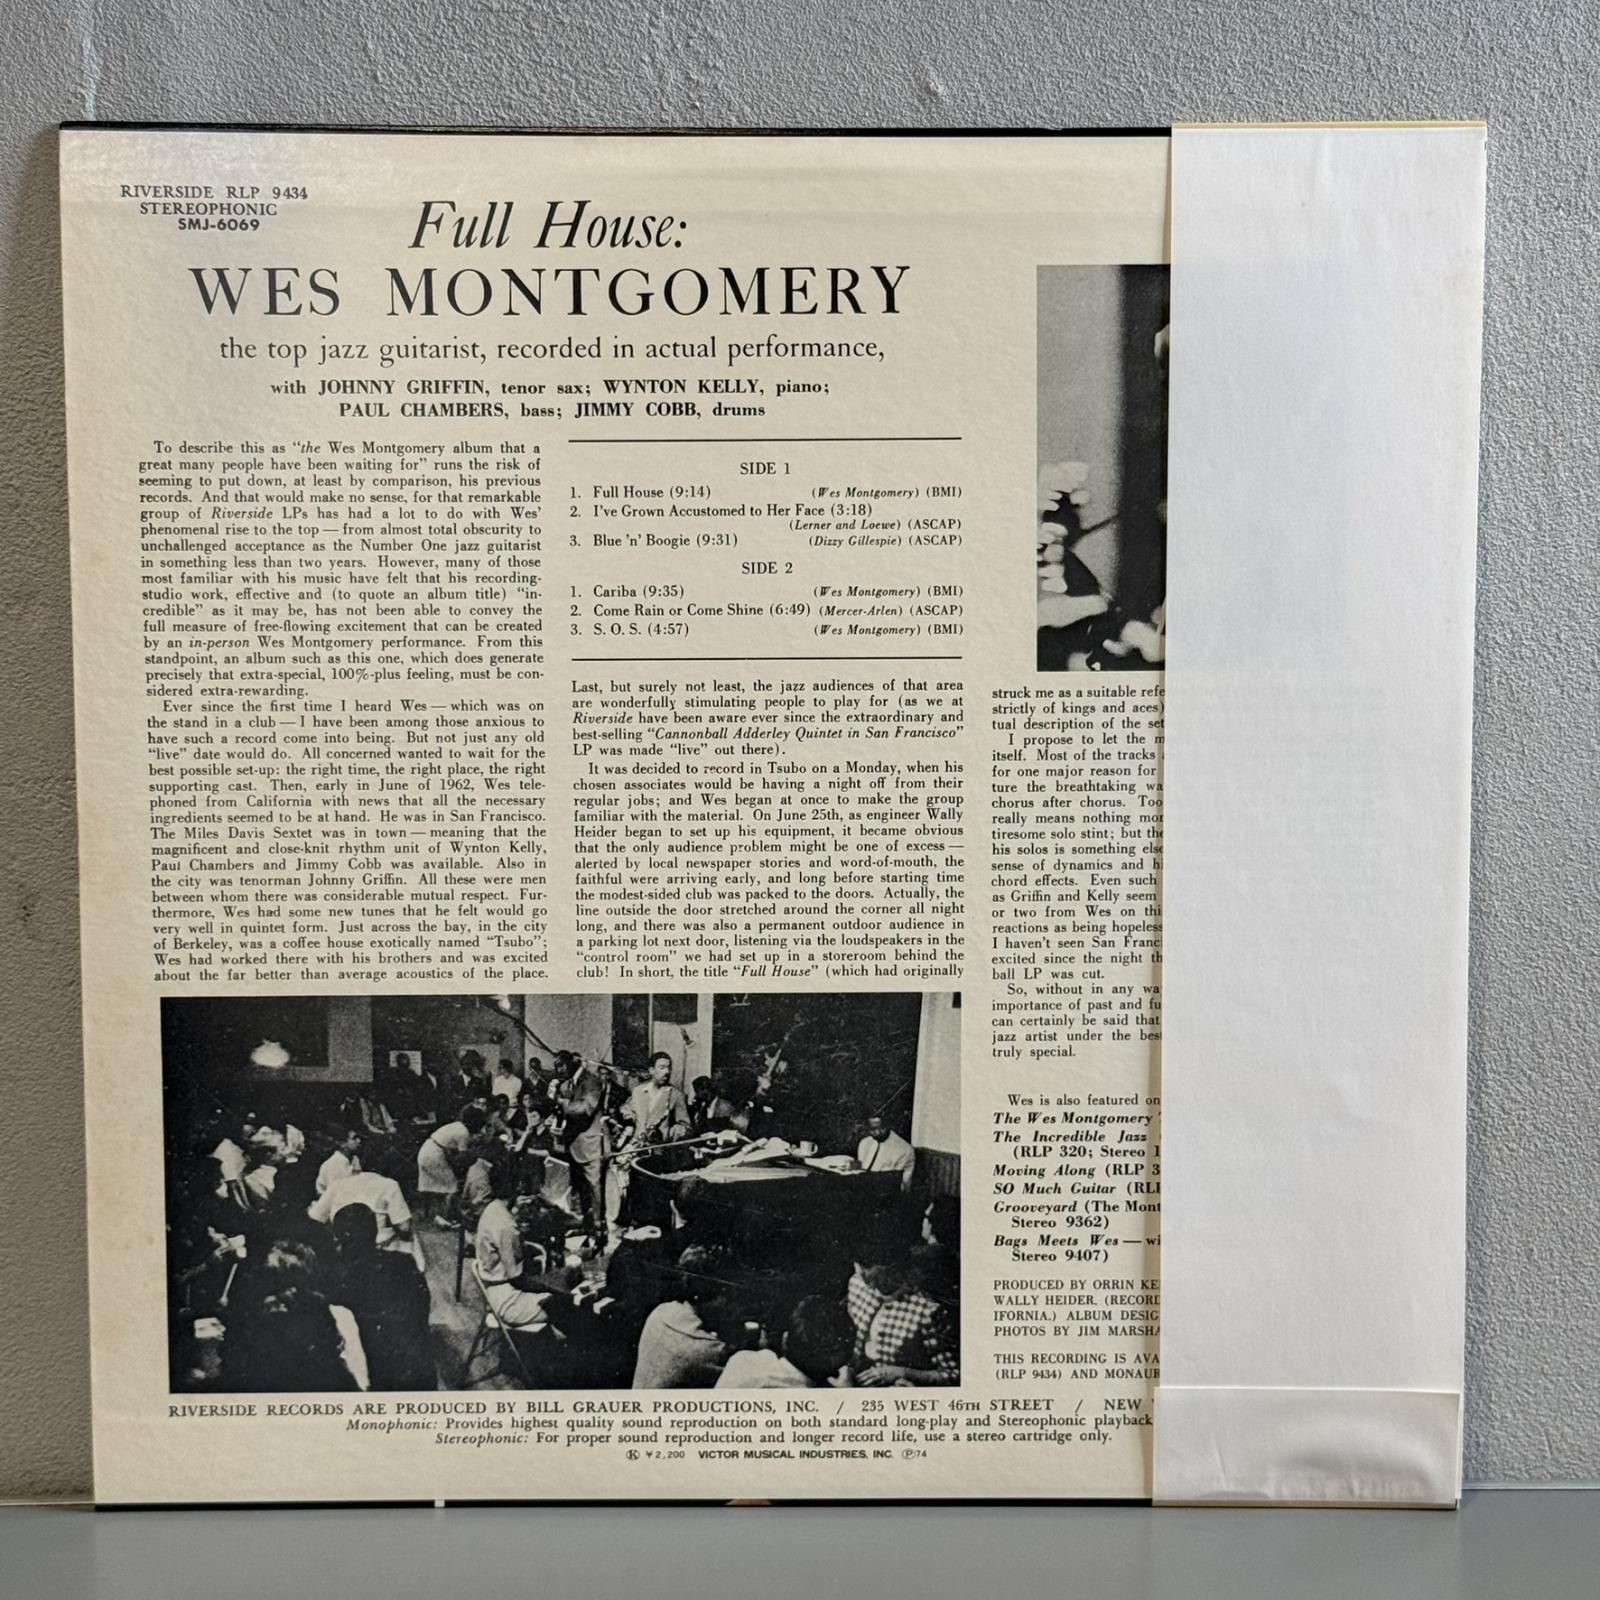 RIVERSIDE RLP 9434
STEREOPHONIC
SMJ-6069
Full House:
WES MONTGOMERY
the top jazz guitarist, recorded in actual performance,
with JOHNNY GRIFFIN, tenor sax; WYNTON KELLY, piano;
PAUL CHAMBERS, bass; JIMMY COBB, drums
To describe this as "the Wes Montgomery album that a
great many people have been waiting for" runs the risk of
seeming to put down, at least by comparison, his previous
records. And that would make no sense, for that remarkable
group of Riverside LPs has had a lot to do with Wes'
phenomenal rise to the top — from almost total obscurity to
unchallenged acceptance as the Number One jazz guitarist
in something less than two years. However, many of those
most familiar with his music have felt that his recording-
studio work, effective and (to quote an album title) "in-
credible" as it may be, has not been able to convey the
full measure of free-flowing excitement that can be created
by an in-person Wes Montgomery performance. From this
standpoint, an album such as this one, which does generate
precisely that extra-special, 100%-plus feeling, must be con-
sidered extra-rewarding.
Ever since the first time I heard Wes — which was on
the stand in a club — I have been among those anxious to
have such a record come into being. But not just any old
"live" date would do. All concerned wanted to wait for the
best possible set-up: the right time, the right place, the right
supporting cast. Then, early in June of 1962, Wes tele-
phoned from California with news that all the necessary
ingredients seemed to be at hand. He was in San Francisco.
The Miles Davis Sextet was in town — meaning that the
magnificent and close-knit rhythm unit of Wynton Kelly,
Paul Chambers and Jimmy Cobb was available. Also in
the city was tenorman Johnny Griffin. All these were men
between whom there was considerable mutual respect. Fur-
thermore, Wes had some new tunes that he felt would go
very well in quintet form. Just across the bay, in the city
of Berkeley, was a coffee house exotically named "Tsubo";
Wes had worked there with his brothers and was excited
about the far better than average acoustics of the place.
SIDE 1
1. Full House (9:14) (Wes Montgomery) (BMI)
2. I've Grown Accustomed to Her Face (3:18)
(Lerner and Loewe) (ASCAP)
3. Blue 'n' Boogie (9:31) (Dizzy Gillespie) (ASCAP)
SIDE 2
1. Cariba (9:35) (Wes Montgomery) (BMI)
2. Come Rain or Come Shine (6:49) (Mercer-Arlen) (ASCAP)
3. S. O. S. (4:57) (Wes Montgomery) (BMI)
Last, but surely not least, the jazz audiences of that area
are wonderfully stimulating people to play for (as we at
Riverside have been aware ever since the extraordinary and
best-selling "Cannonball Adderley Quintet in San Francisco"
LP was made "live" out there).
It was decided to record in Tsubo on a Monday, when his
chosen associates would be having a night off from their
regular jobs; and Wes began at once to make the group
familiar with the material. On June 25th, as engineer Wally
Heider began to set up his equipment, it became obvious
that the only audience problem might be one of excess —
alerted by local newspaper stories and word-of-mouth, the
faithful were arriving early, and long before starting time
the modest-sided club was packed to the doors. Actually, the
line outside the door stretched around the corner all night
long, and there was also a permanent outdoor audience in
a parking lot next door, listening via the loudspeakers in the
"control room" we had set up in a storeroom behind the
club! In short, the title "Full House" (which had originally
struck me as a suitable refe
strictly of kings and aces)
tual description of the set
I propose to let the m
itself. Most of the tracks
for one major reason for
ture the breathtaking wa
chorus after chorus. Too
really means nothing mor
tiresome solo stint; but the
his solos is something else
sense of dynamics and hi
chord effects. Even such
as Griffin and Kelly seem
or two from Wes on thi
reactions as being hopeless
I haven't seen San Franc
excited since the night th
ball LP was cut.
So, without in any wa
importance of past and fu
can certainly be said that
jazz artist under the best
truly special.
Wes is also featured on
The Wes Montgomery
The Incredible Jazz
(RLP 320; Stereo 1
Moving Along (RLP 3
SO Much Guitar (RLP
Grooveyard (The Mont
Stereo 9362)
Bags Meets Wes — wi
Stereo 9407)
PRODUCED BY ORRIN KE
WALLY HEIDER. (RECORD
IFORNIA.) ALBUM DESIG
PHOTOS BY JIM MARSHA
THIS RECORDING IS AVA
(RLP 9434) AND MONAUR
RIVERSIDE RECORDS ARE PRODUCED BY BILL GRAUER PRODUCTIONS, INC. / 235 WEST 46TH STREET / NEW
Monophonic: Provides highest quality sound reproduction on both standard long-play and Stereophonic playback
Stereophonic: For proper sound reproduction and longer record life, use a stereo cartridge only.
Ⓚ ¥2,200 VICTOR MUSICAL INDUSTRIES, INC. Ⓟ74